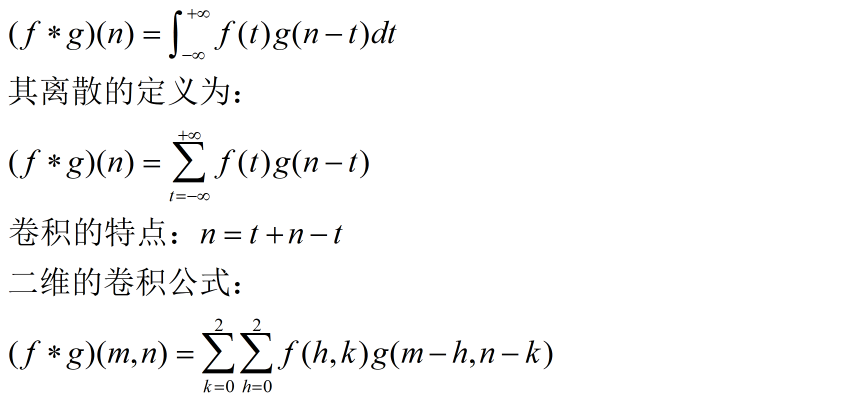 (f * g)(n) = ∫_{-∞}^{+∞} f(t)g(n-t)dt
其离散的定义为：
(f * g)(n) = ∑_{t=-∞}^{+∞} f(t)g(n-t)
卷积的特点：n = t + n - t
二维的卷积公式：
(f * g)(m,n) = ∑_{k=0}^{2} ∑_{h=0}^{2} f(h,k)g(m-h,n-k)